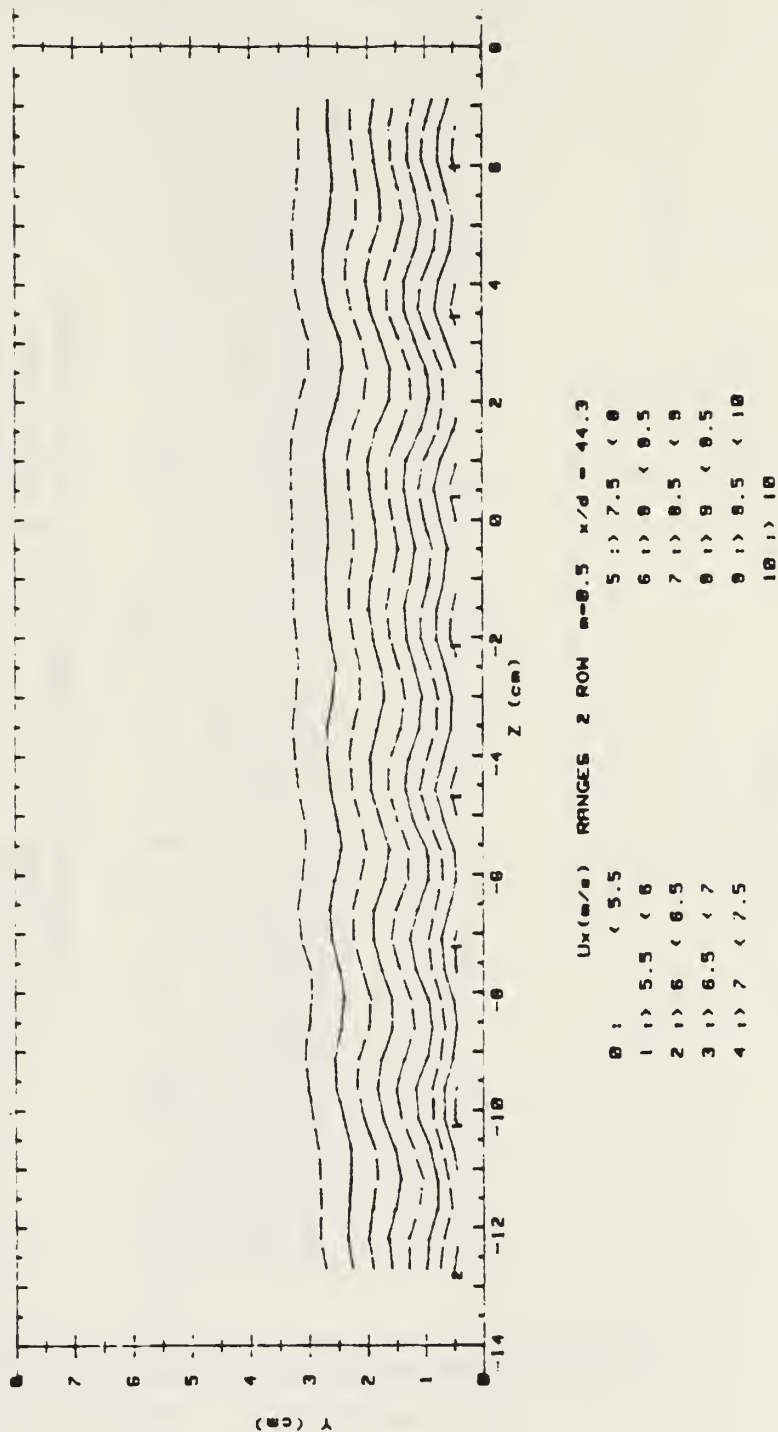 Y (cm)
8
7
6
5
4
3
2
1
0
-14
-12
-10
-8
-6
-4
-2
0
2
4
6
8
Z (cm)
Ux(m/s) RANGES 2 ROW m=0.5 x/d = 44.3
0 : < 5.5
1 :> 5.5 < 6
2 :> 6 < 6.5
3 :> 6.5 < 7
4 :> 7 < 7.5
5 :> 7.5 < 8
6 :> 8 < 8.5
7 :> 8.5 < 9
8 :> 9 < 9.5
9 :> 9.5 < 10
10 :> 10